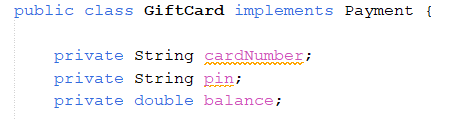 public class GiftCard implements Payment {
private String cardNumber;
private String pin;
private double balance;